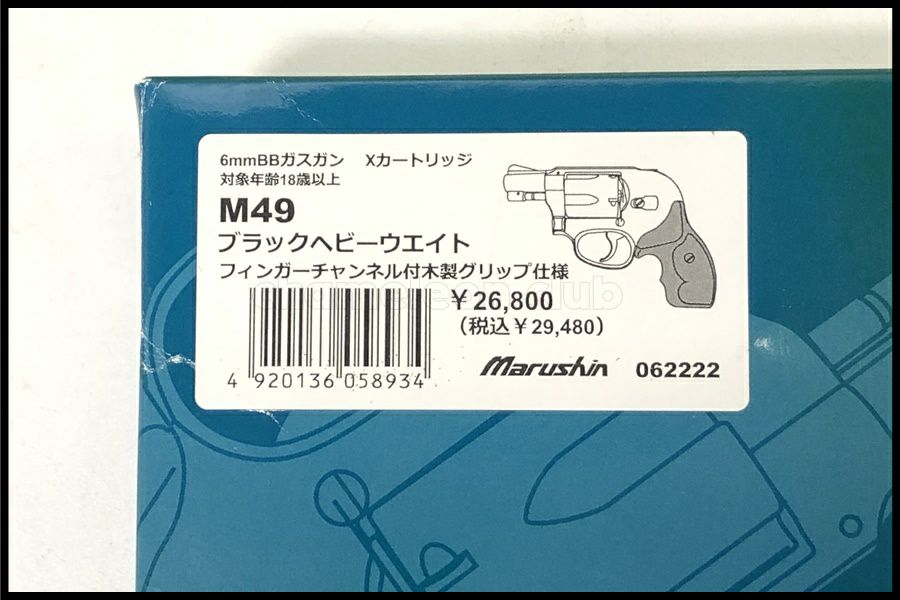 6mmBBガスガン　Xカートリッジ
対象年齢18歳以上
M49
ブラックヘビーウエイト
フィンガーチャンネル付木製グリップ仕様
chameleon club
￥26,800
（税込￥29,480）
4 920136 058934
Marushin 062222